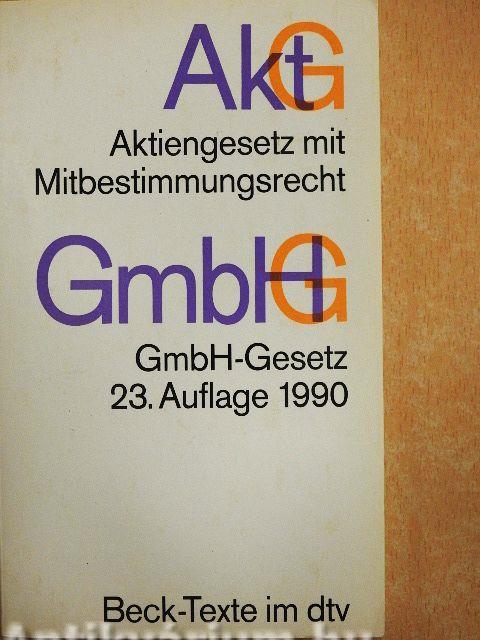 AktG
Aktiengesetz mit
Mitbestimmungsrecht
GmbHG
GmbH-Gesetz
23. Auflage 1990
Beck-Texte im dtv